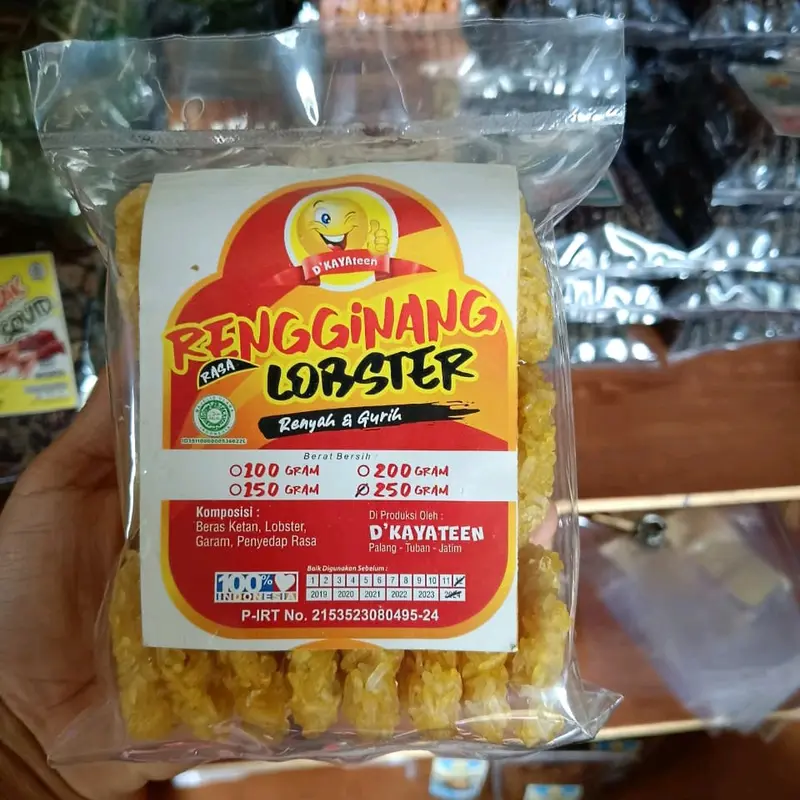 D'KAYAteen
RENGGINANG
RASA
LOBSTER
Renyah & Gurih
Berat Bersih :
100 GRAM
200 GRAM
150 GRAM
250 GRAM
Komposisi :
Beras Ketan, Lobster,
Garam, Penyedap Rasa
Di Produksi Oleh :
D'KAYATEEN
Palang - Tuban - Jatim
100%
INDONESIA
Baik Digunakan Sebelum :
1 2 3 4 5 6 7 8 9 10 11 12
2019 2020 2021 2022 2023 2024
P-IRT No. 2153523080495-24